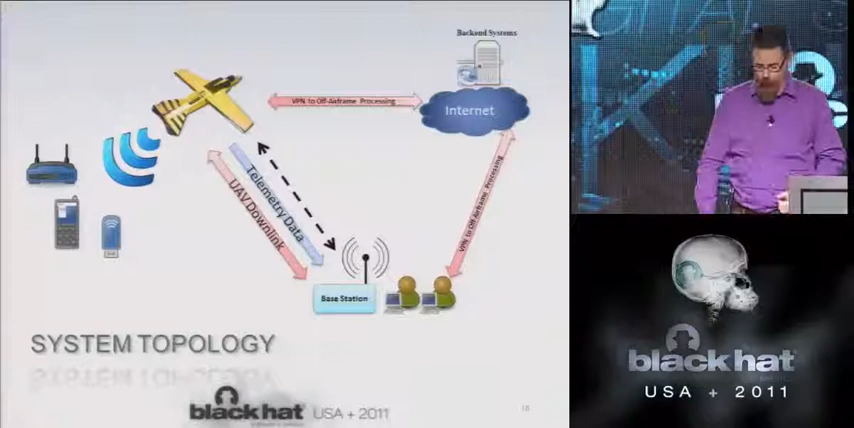 Backend Systems
VPN to Off-Airframe Processing
Internet
Telemetry Data
UAV Downlink
VPN to Off-Airframe Processing
Base Station
SYSTEM TOPOLOGY
black hat USA + 2011
18
black hat
USA + 2011